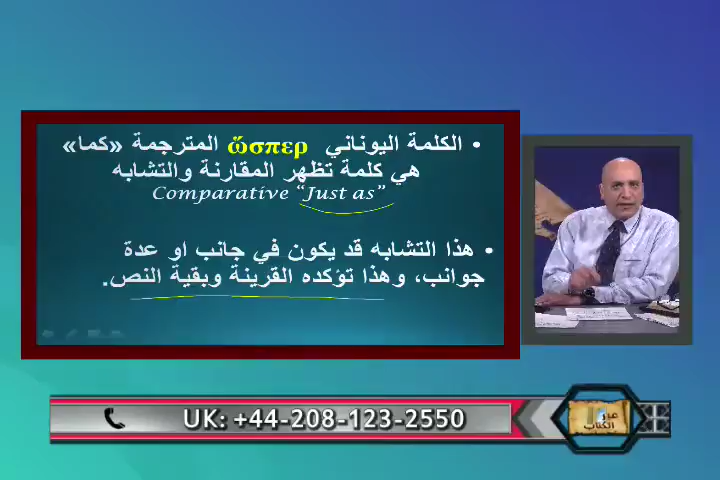 • الكلمة اليوناني ὥσπερ المترجمة «كما»
هي كلمة تظهر المقارنة والتشابه
Comparative “Just as”
• هذا التشابه قد يكون في جانب او عدة
جوانب، وهذا تؤكده القرينة وبقية النص.
UK: +44-208-123-2550
الكتاب